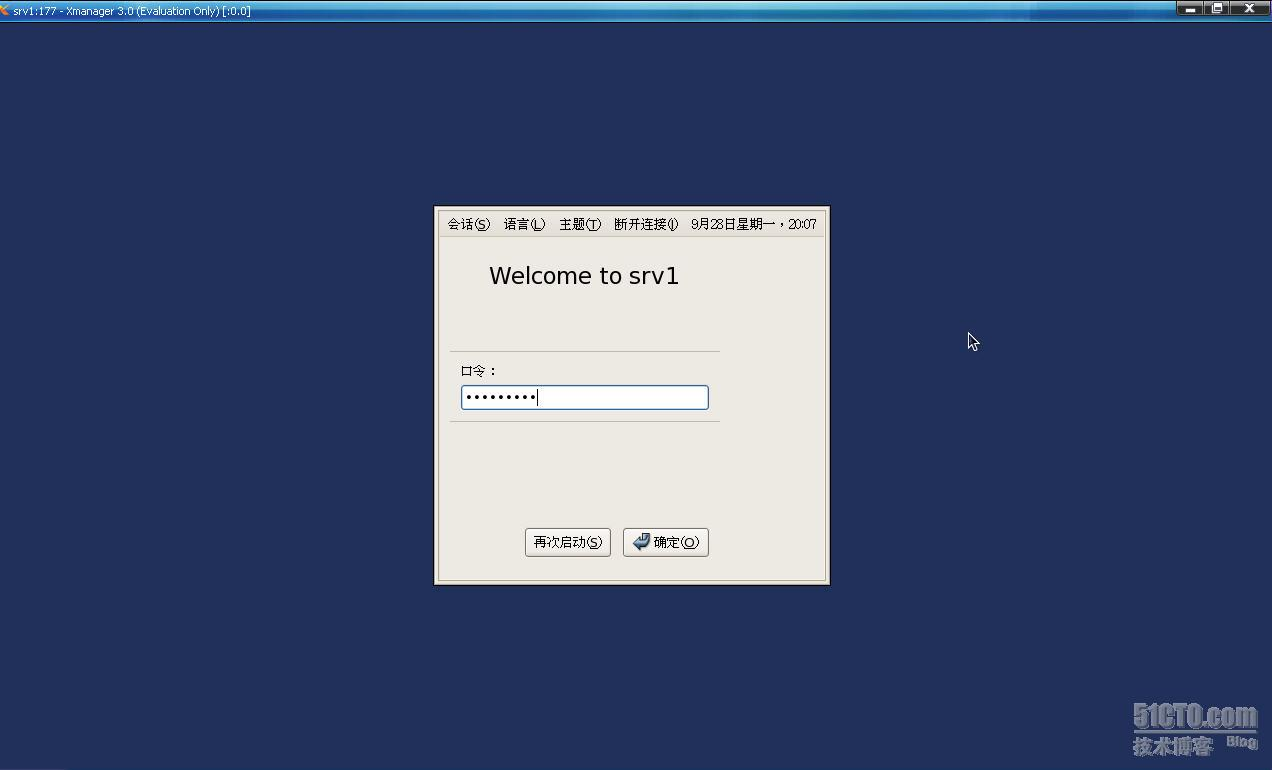 srv1:177 - Xmanager 3.0 (Evaluation Only) [:0.0]
会话(S) 语言(L) 主题(T) 断开连接(I) 9月28日星期一，20:07
Welcome to srv1
口令：
•••••••••
再次启动(S) 确定(O)
51CTO.com
技术博客 Blog